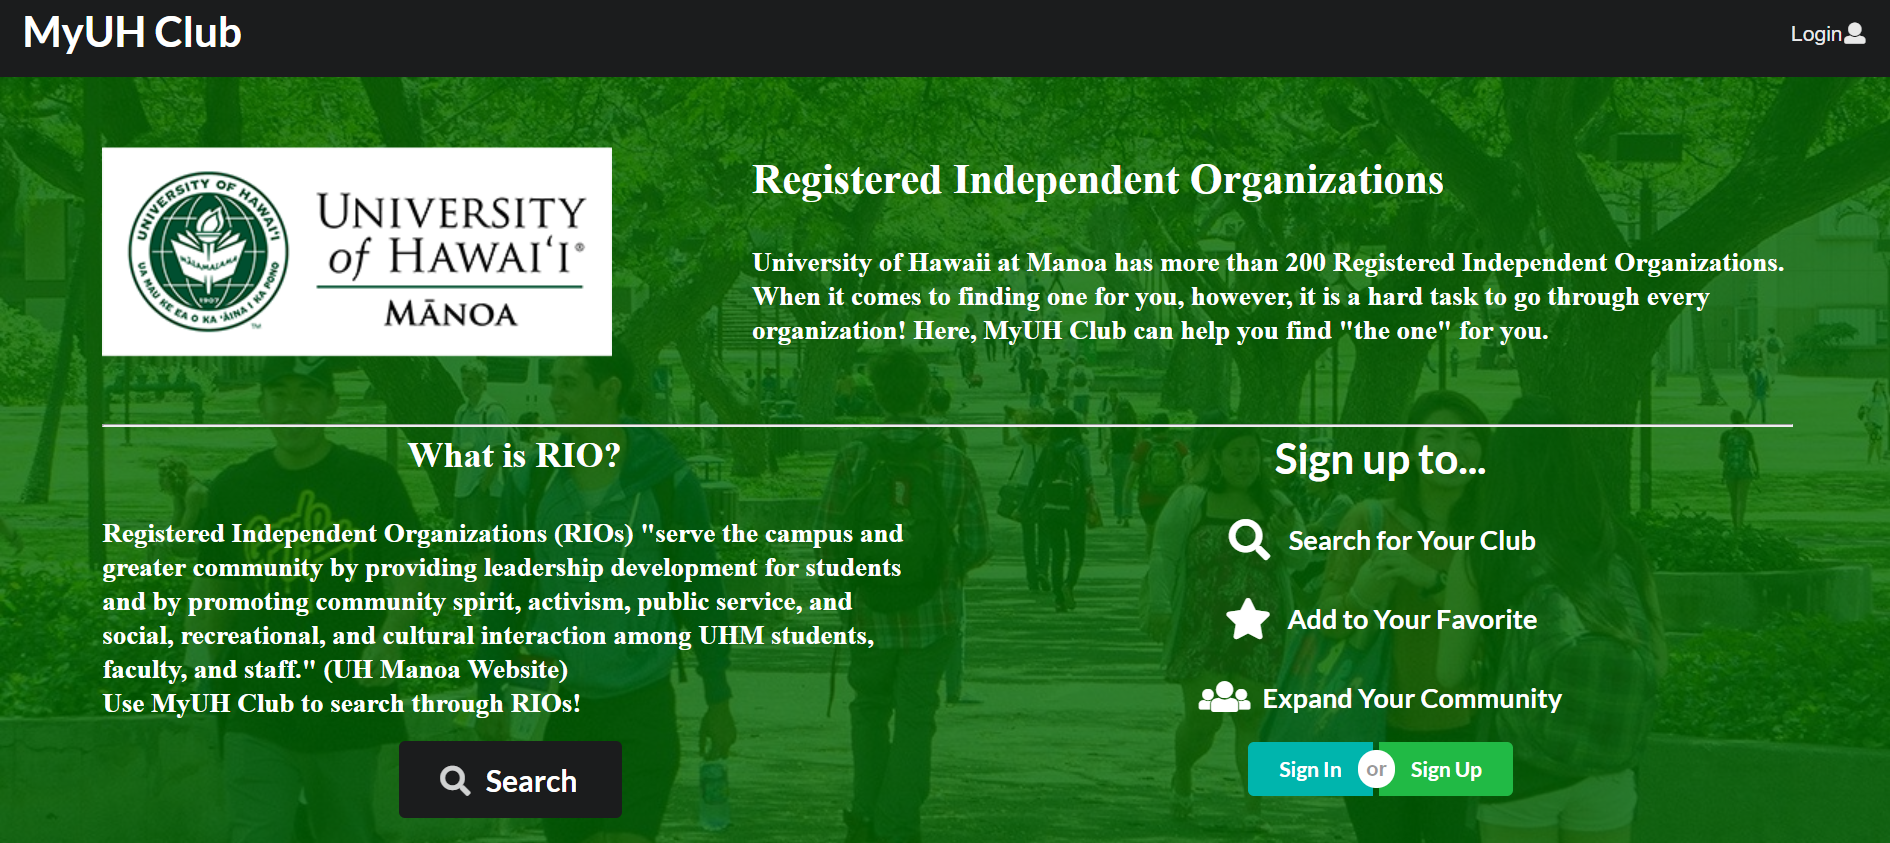 MyUH Club
Login
UNIVERSITY OF HAWAI'I
MALAMALAMA
1907
UA MAU KE EA O KA ʻĀINA I KA PONO
TM
UNIVERSITY
of HAWAIʻI®
MĀNOA
Registered Independent Organizations
University of Hawaii at Manoa has more than 200 Registered Independent Organizations.
When it comes to finding one for you, however, it is a hard task to go through every
organization! Here, MyUH Club can help you find "the one" for you.
What is RIO?
Registered Independent Organizations (RIOs) "serve the campus and
greater community by providing leadership development for students
and by promoting community spirit, activism, public service, and
social, recreational, and cultural interaction among UHM students,
faculty, and staff." (UH Manoa Website)
Use MyUH Club to search through RIOs!
Search
Sign up to...
Search for Your Club
Add to Your Favorite
Expand Your Community
Sign In or Sign Up